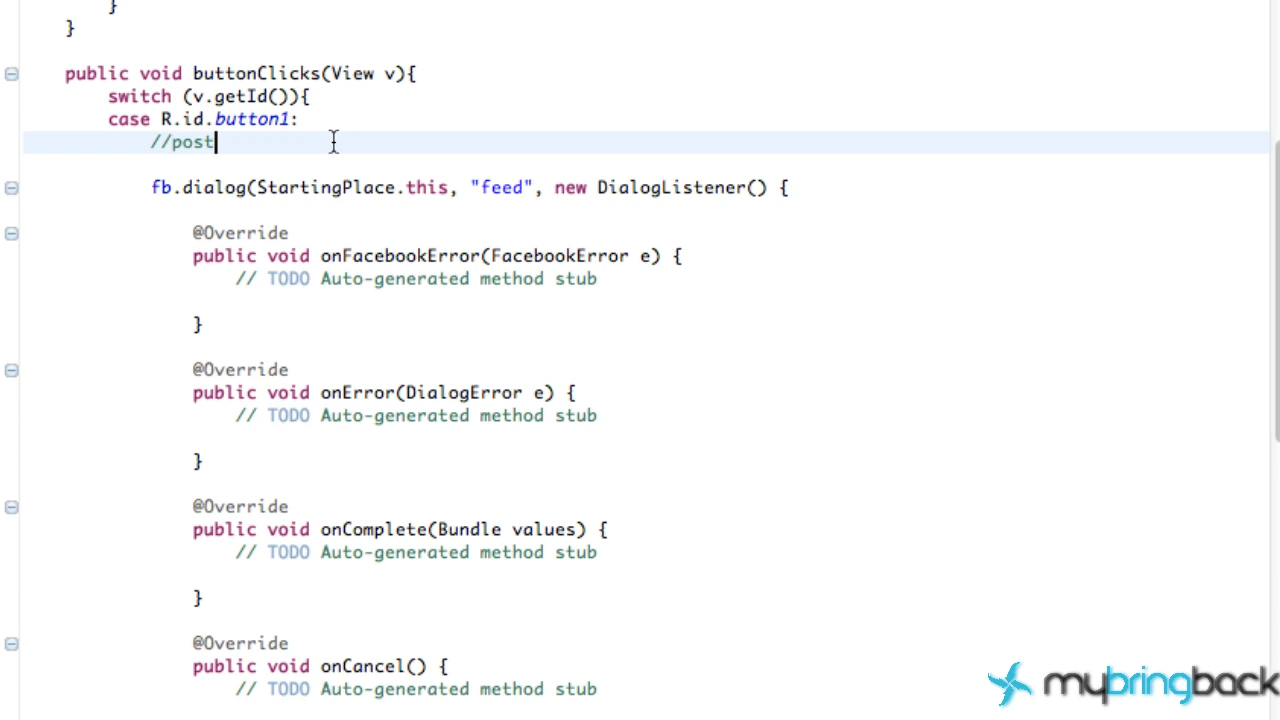 }
}
public void buttonClicks(View v){
switch (v.getId()){
case R.id.button1:
//post
fb.dialog(StartingPlace.this, "feed", new DialogListener() {
@Override
public void onFacebookError(FacebookError e) {
// TODO Auto-generated method stub
}
@Override
public void onError(DialogError e) {
// TODO Auto-generated method stub
}
@Override
public void onComplete(Bundle values) {
// TODO Auto-generated method stub
}
@Override
public void onCancel() {
// TODO Auto-generated method stub
mybringback